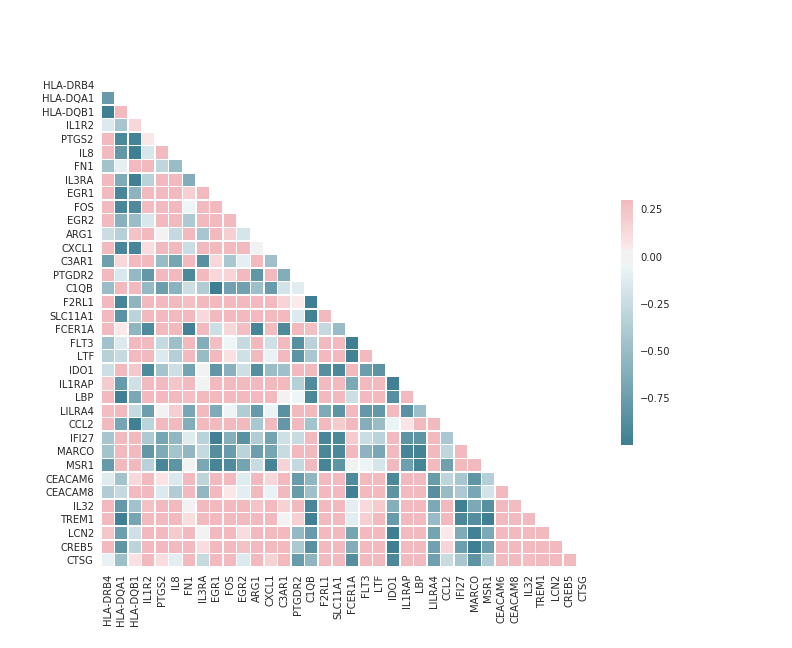 HLA-DRB4
HLA-DQA1
HLA-DQB1
IL1R2
PTGS2
IL8
FN1
IL3RA
EGR1
FOS
EGR2
ARG1
CXCL1
C3AR1
PTGDR2
C1QB
F2RL1
SLC11A1
FCER1A
FLT3
LTF
IDO1
IL1RAP
LBP
LILRA4
CCL2
IFI27
MARCO
MSR1
CEACAM6
CEACAM8
IL32
TREM1
LCN2
CREB5
CTSG
0.25
0.00
−0.25
−0.50
−0.75
HLA-DRB4
HLA-DQA1
HLA-DQB1
IL1R2
PTGS2
IL8
FN1
IL3RA
EGR1
FOS
EGR2
ARG1
CXCL1
C3AR1
PTGDR2
C1QB
F2RL1
SLC11A1
FCER1A
FLT3
LTF
IDO1
IL1RAP
LBP
LILRA4
CCL2
IFI27
MARCO
MSR1
CEACAM6
CEACAM8
IL32
TREM1
LCN2
CREB5
CTSG